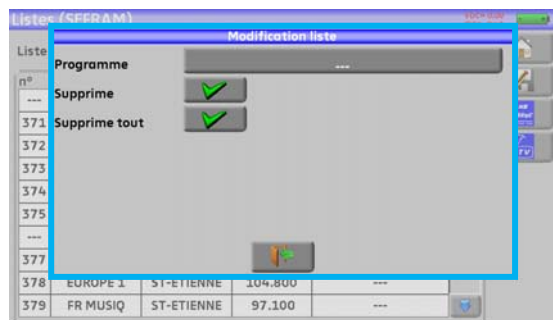 Listes (SEFRAM)
Modification liste
Liste
Programme
---
n°
Supprime
---
371
Supprime tout
372
373
374
375
---
377
378 EUROPE 1 ST-ETIENNE 104.800 ---
379 FR MUSIQ ST-ETIENNE 97.100 ---
TV